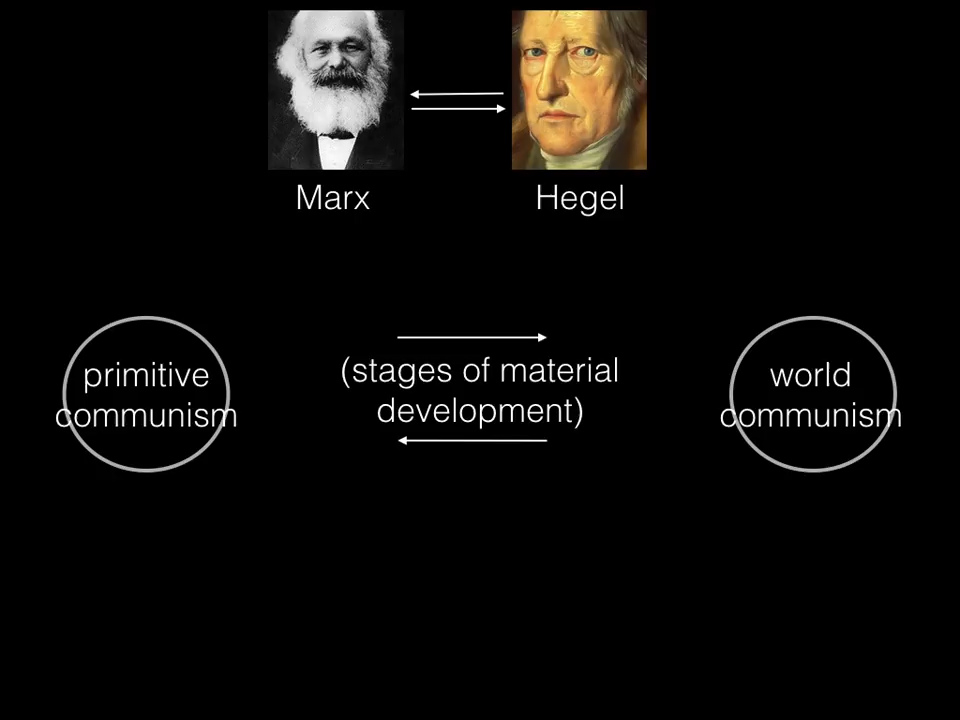 Marx
Hegel
primitive
communism
(stages of material
development)
world
communism